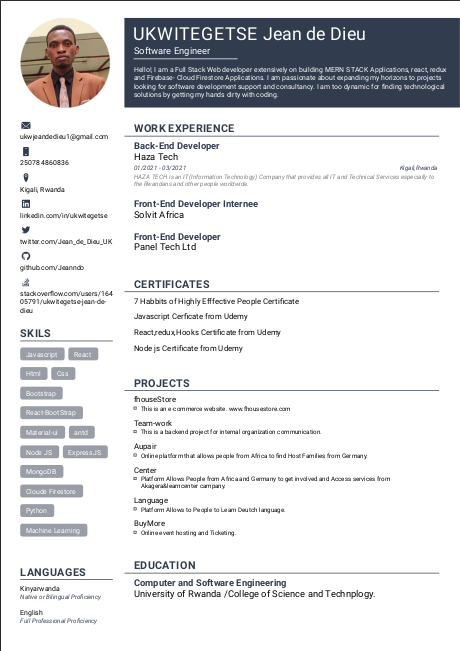 UKWITEGETSE Jean de Dieu
Software Engineer
Hello!, I am a Full Stack Web developer extensively on building MERN STACK Applications, react, redux
and Firebase- Cloud Firestore Applications. I am passionate about expanding my horizons to projects
looking for software development support and consultancy. I am too dynamic for finding technological
solutions by getting my hands dirty with coding.
ukwjeandedieu1@gmail.com
250784860836
Kigali, Rwanda
linkedin.com/in/ukwitegetse
twitter.com/Jean_de_Dieu_UK
github.com/Jeanndb
stackoverflow.com/users/164
05791/ukwitegetse-jean-de-
dieu
SKILS
Javascript React
Html Css
Bootstrap
React-BootStrap
Material-ui antd
Node JS ExpressJS
MongoDB
Cloude Firestore
Python
Machine Learning
LANGUAGES
Kinyarwanda
Native or Bilingual Proficiency
English
Full Professional Proficiency
WORK EXPERIENCE
Back-End Developer
Haza Tech
01/2021 - 03/2021 Kigali, Rwanda
HAZA TECH is an IT(Information Technology) Company that provides all IT and Technical Services especially to
the Rwandans and other people worldwide.
Front-End Developer Internee
Solvit Africa
Front-End Developer
Panel Tech Ltd
CERTIFICATES
7 Habbits of Highly Efffective People Certificate
Javascript Cerficate from Udemy
React,redux,Hooks Certificate from Udemy
Node js Certificate from Udemy
PROJECTS
fhouseStore
This is an e-commerce website. www.fhousestore.com
Team-work
This is a backend project for internal organization communication.
Aupair
Online platform that allows people from Africa to find Host Families from Germany.
Center
Platform Allows People from Africa and Germany to get involved and Access services from
Akagera&learncenter campany.
Language
Platform Allows to People to Learn Deutch language.
BuyMore
Online event hosting and Ticketing.
EDUCATION
Computer and Software Engineering
University of Rwanda /College of Science and Technplogy.